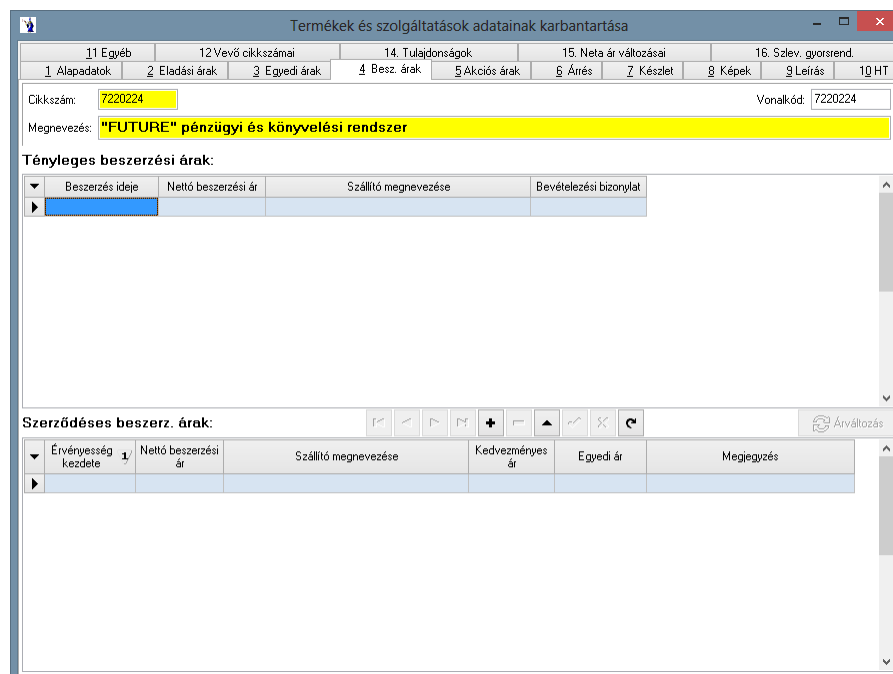 Termékek és szolgáltatások adatainak karbantartása
11 Egyéb 12 Vevő cikkszámai 14. Tulajdonságok 15. Neta ár változásai 16. Szlev. gyorsrend.
1 Alapadatok 2 Eladási árak 3 Egyedi árak 4 Besz. árak 5 Akciós árak 6 Árrés 7 Készlet 8 Képek 9 Leírás 10 HT
Cikkszám: 7220224 Vonalkód: 7220224
Megnevezés: "FUTURE" pénzügyi és könyvelési rendszer
Tényleges beszerzési árak:
Beszerzés ideje Nettó beszerzési ár Szállító megnevezése Bevételezési bizonylat
Szerződéses beszerz. árak: Árváltozás
Érvényesség kezdete 1 Nettó beszerzési ár Szállító megnevezése Kedvezményes ár Egyedi ár Megjegyzés